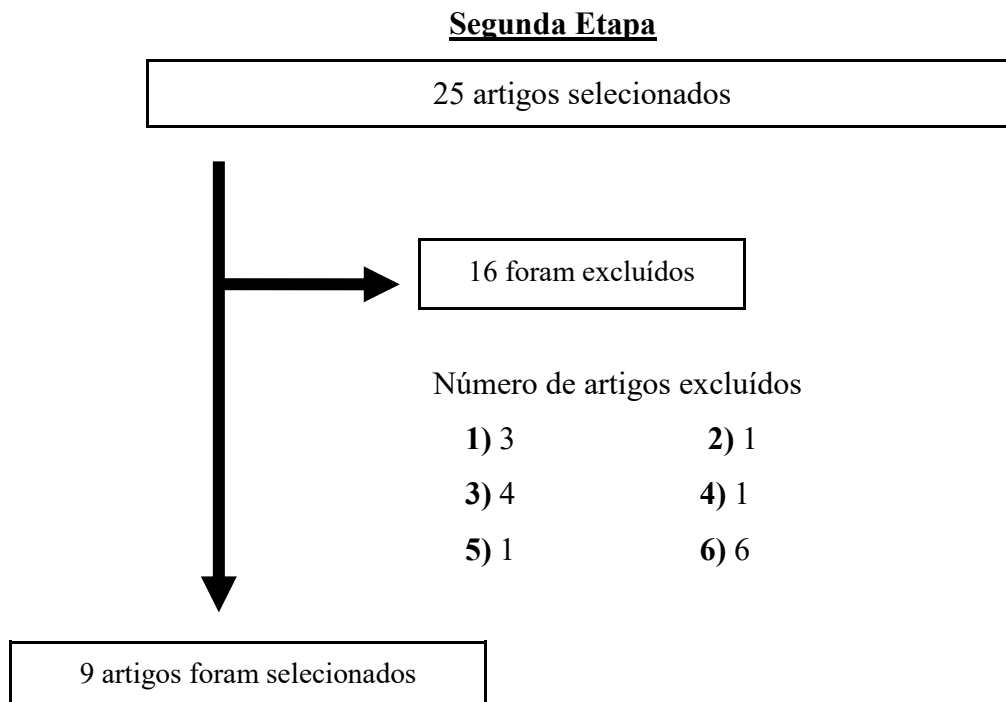 Segunda Etapa
25 artigos selecionados
16 foram excluídos
Número de artigos excluídos
1) 3 2) 1
3) 4 4) 1
5) 1 6) 6
9 artigos foram selecionados